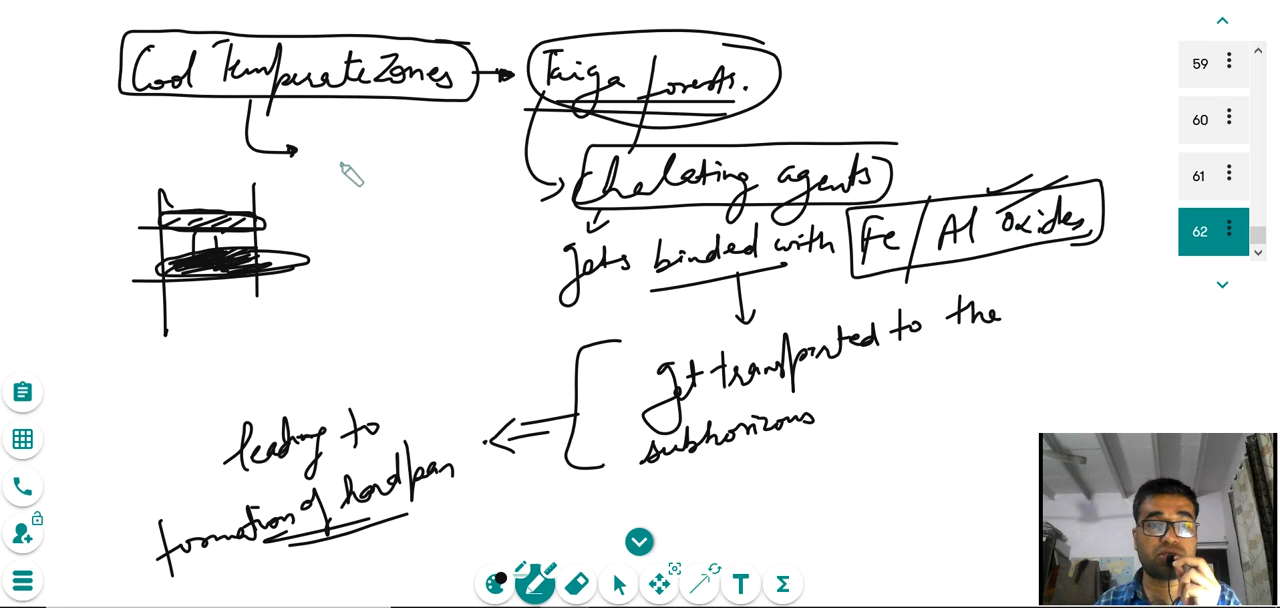 Cool Temperate Zones → Taiga forests.
Chelating agents
gets binded with Fe / Al oxides
get transported to the
subhorizons
leading to
formation of hardpan
59
60
61
62
T
Σ